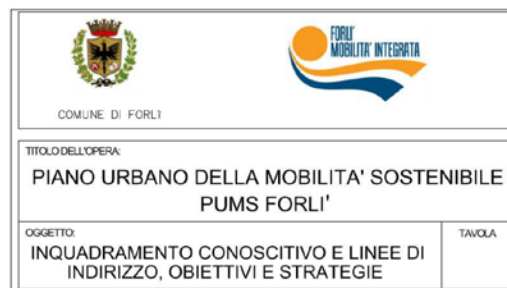 FORLI'
MOBILITA' INTEGRATA
COMUNE DI FORLI'
TITOLO DELL'OPERA:
PIANO URBANO DELLA MOBILITA' SOSTENIBILE
PUMS FORLI'
OGGETTO:
TAVOLA
INQUADRAMENTO CONOSCITIVO E LINEE DI
INDIRIZZO, OBIETTIVI E STRATEGIE